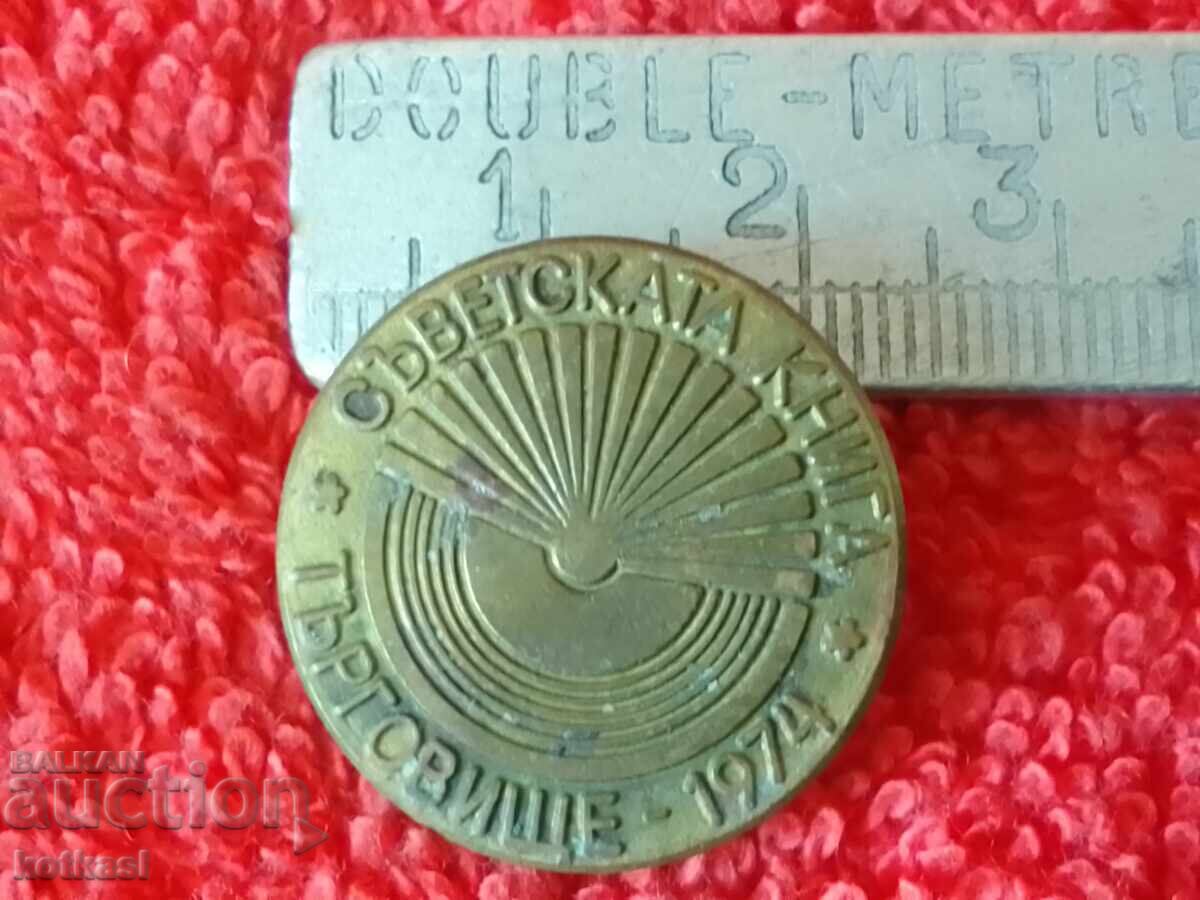 DOUBLE-METRE
1 2 3
СЪВЕТСКАТА КНИГА
* ТЪРГОВИЩЕ - 1974 *
BALKAN
auction
kotkasl